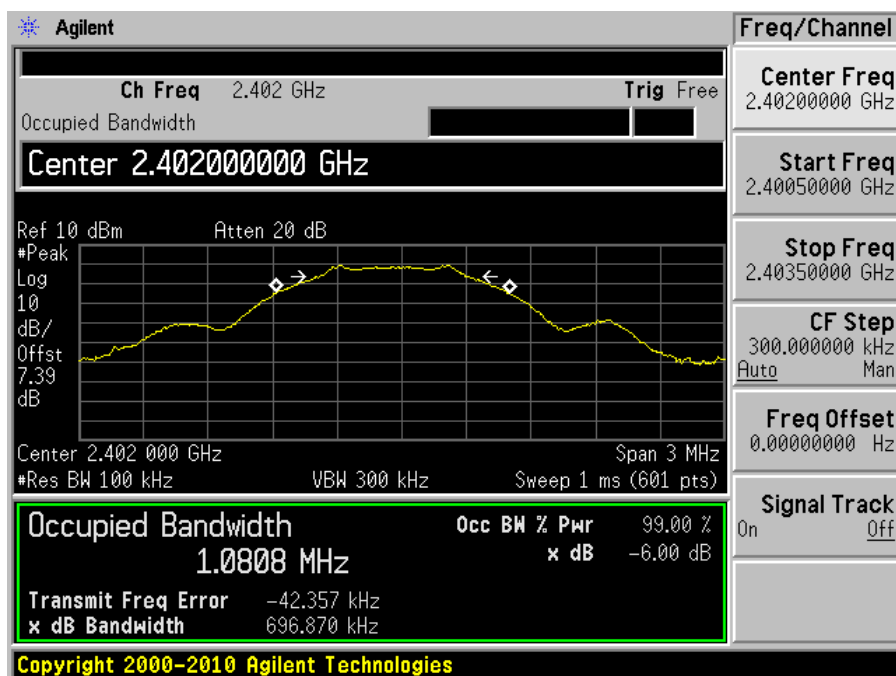 Agilent
Ch Freq 2.402 GHz Trig Free
Occupied Bandwidth
Center 2.402000000 GHz
Ref 10 dBm Atten 20 dB
#Peak
Log
10
dB/
Offst
7.39
dB
Center 2.402 000 GHz Span 3 MHz
#Res BW 100 kHz VBW 300 kHz Sweep 1 ms (601 pts)
Occupied Bandwidth Occ BW % Pwr 99.00 %
1.0808 MHz x dB -6.00 dB
Transmit Freq Error -42.357 kHz
x dB Bandwidth 696.870 kHz
Copyright 2000-2010 Agilent Technologies
Freq/Channel
Center Freq
2.40200000 GHz
Start Freq
2.40050000 GHz
Stop Freq
2.40350000 GHz
CF Step
300.000000 kHz
Auto Man
Freq Offset
0.00000000 Hz
Signal Track
On Off